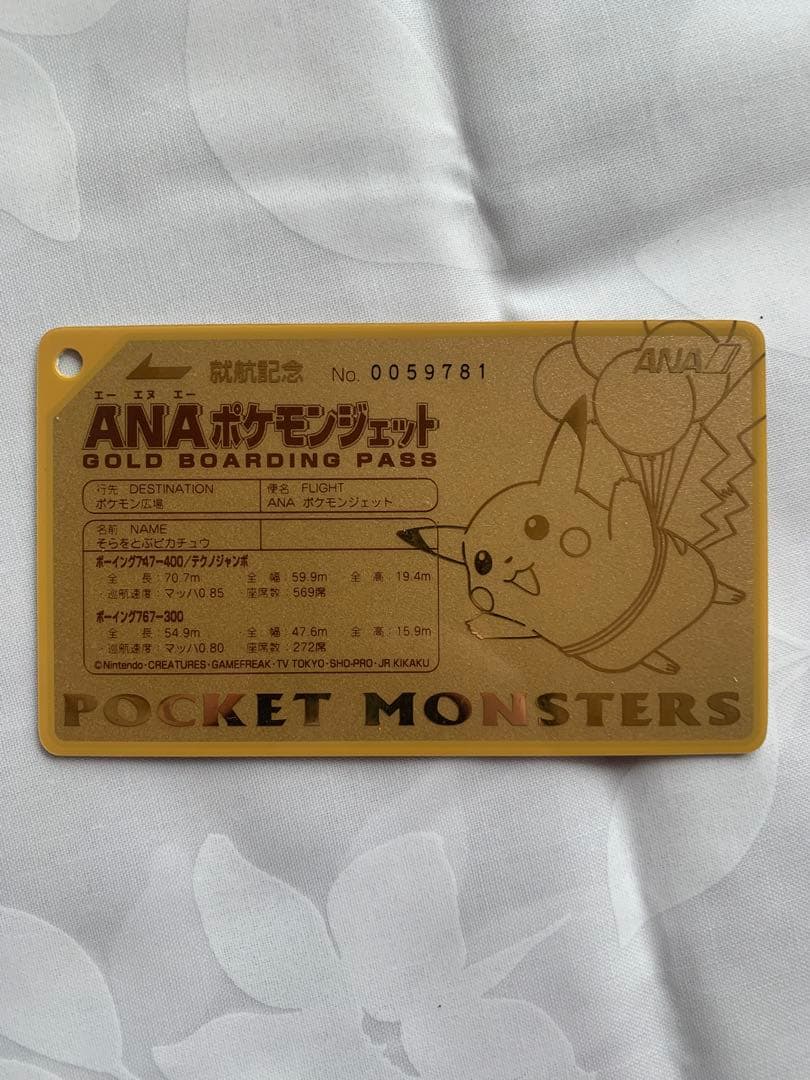 就航記念 No. 0059781
ANA
エー エヌ エー
ANAポケモンジェット
GOLD BOARDING PASS
行先 DESTINATION
ポケモン広場
便名 FLIGHT
ANA ポケモンジェット
名前 NAME
そらをとぶピカチュウ
ボーイング747-400/テクノジャンボ
・全 長:70.7m ・全 幅:59.9m ・全 高:19.4m
・巡航速度:マッハ0.85 ・座席数:569席
ボーイング767-300
・全 長:54.9m ・全 幅:47.6m ・全 高:15.9m
・巡航速度:マッハ0.80 ・座席数:272席
©Nintendo・CREATURES・GAMEFREAK・TV TOKYO・SHO-PRO・JR KIKAKU
POCKET MONSTERS